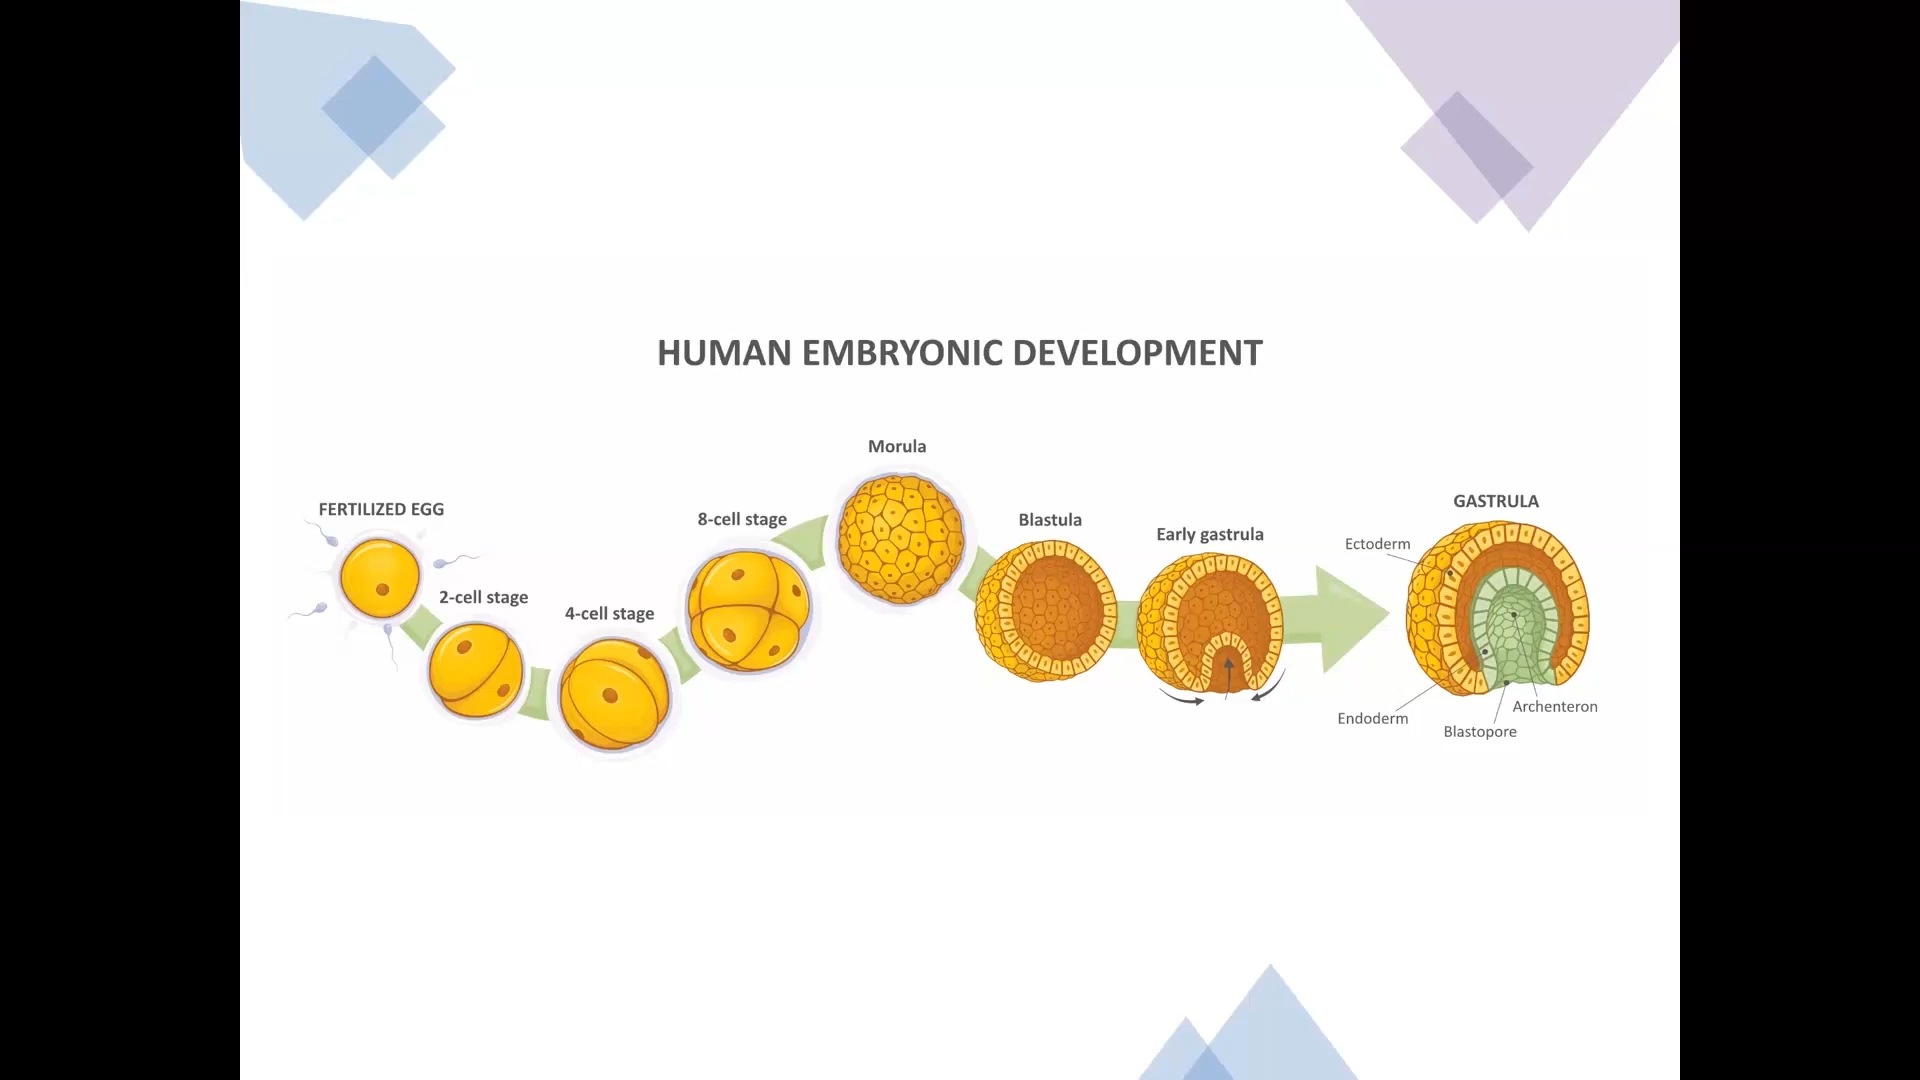 HUMAN EMBRYONIC DEVELOPMENT
FERTILIZED EGG
2-cell stage
4-cell stage
8-cell stage
Morula
Blastula
Early gastrula
GASTRULA
Ectoderm
Endoderm
Blastopore
Archenteron